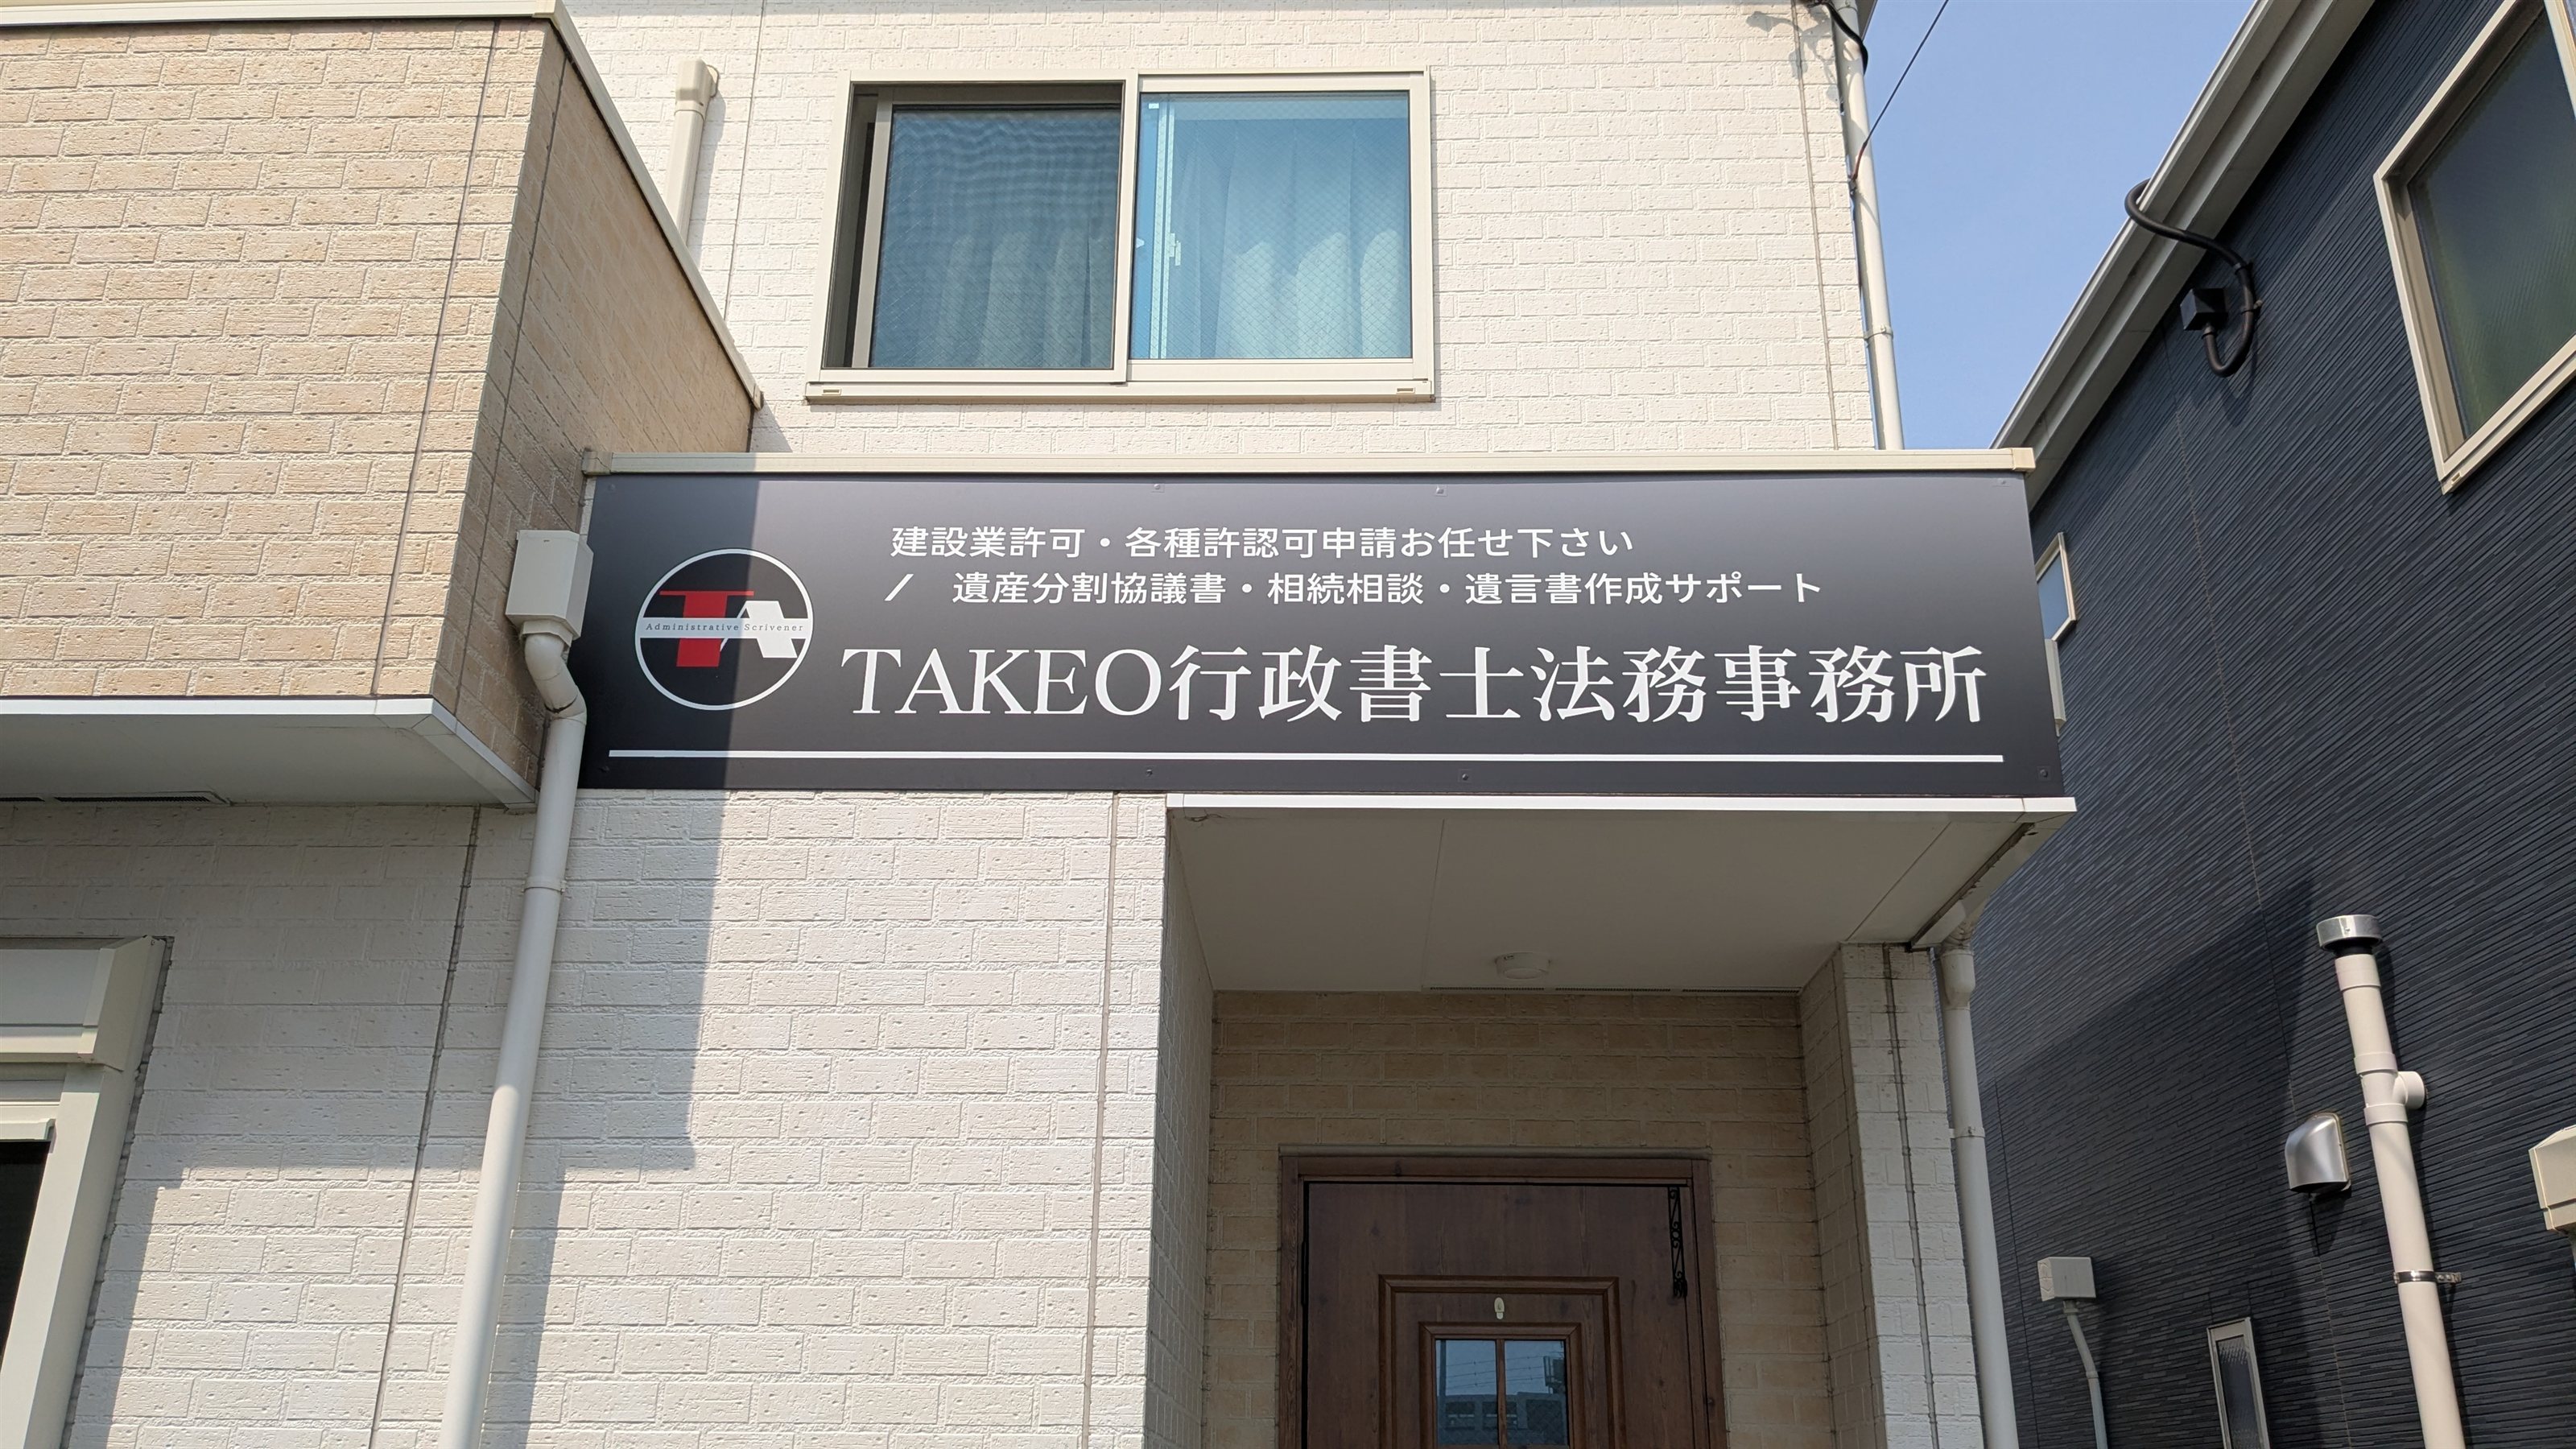 建設業許可・各種許認可申請お任せ下さい
/ 遺産分割協議書・相続相談・遺言書作成サポート
TA
Administrative Scrivener
TAKEO行政書士法務事務所